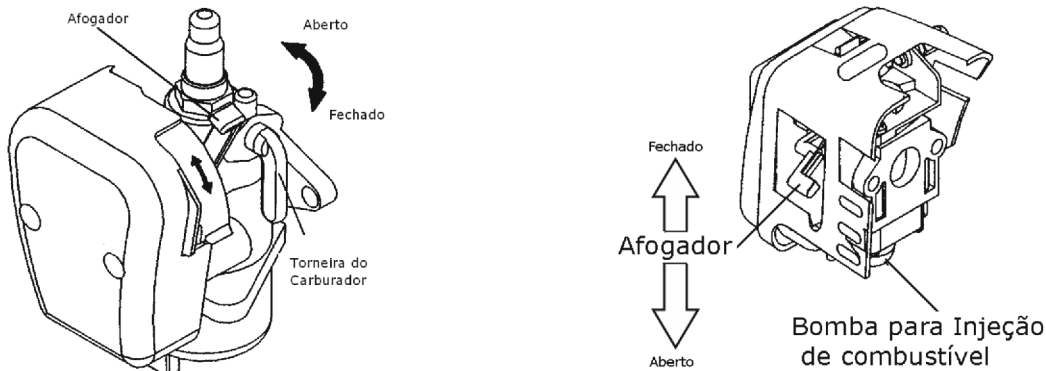 Afogador
Aberto
Fechado
Torneira do
Carburador
Fechado
Afogador
Aberto
Bomba para Injeção
de combustível